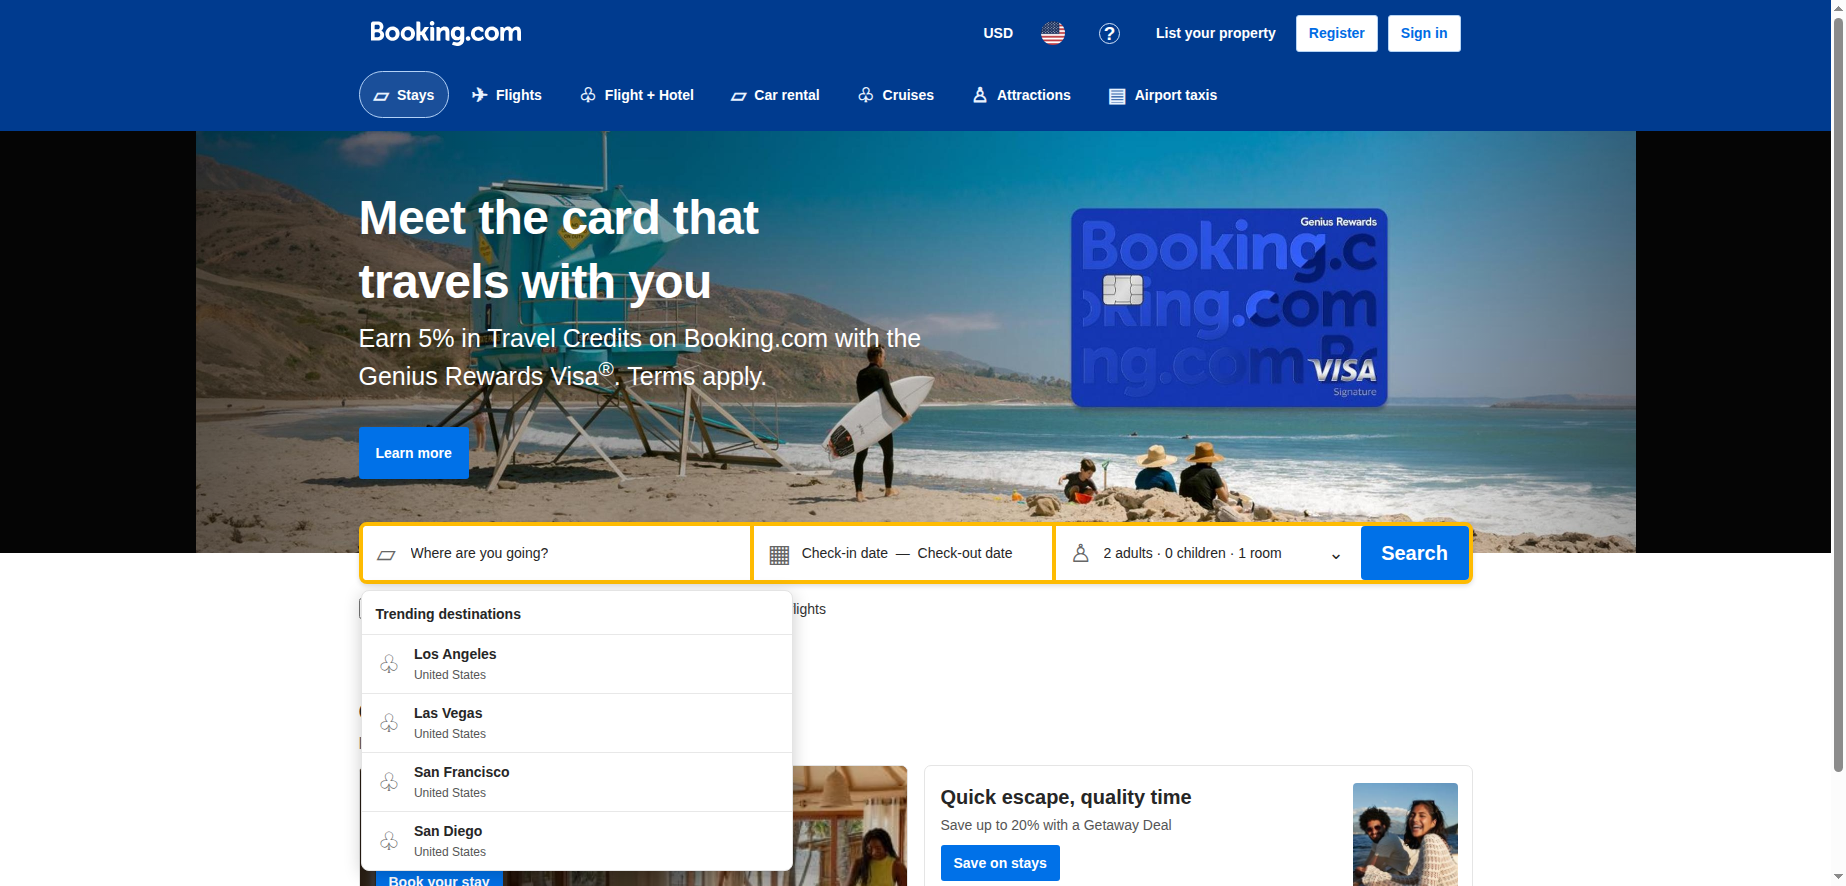 Booking.com
USD
List your property
Register
Sign in
Stays
Flights
Flight + Hotel
Car rental
Cruises
Attractions
Airport taxis
Meet the card that
travels with you
Earn 5% in Travel Credits on Booking.com with the
Genius Rewards Visa®. Terms apply.
Learn more
Genius Rewards
Booking.c
oking.com
ng.com Bo
VISA
Signature
Where are you going?
Check-in date — Check-out date
2 adults · 0 children · 1 room
Search
lights
Trending destinations
Los Angeles
United States
Las Vegas
United States
San Francisco
United States
San Diego
United States
Book your stay
Quick escape, quality time
Save up to 20% with a Getaway Deal
Save on stays